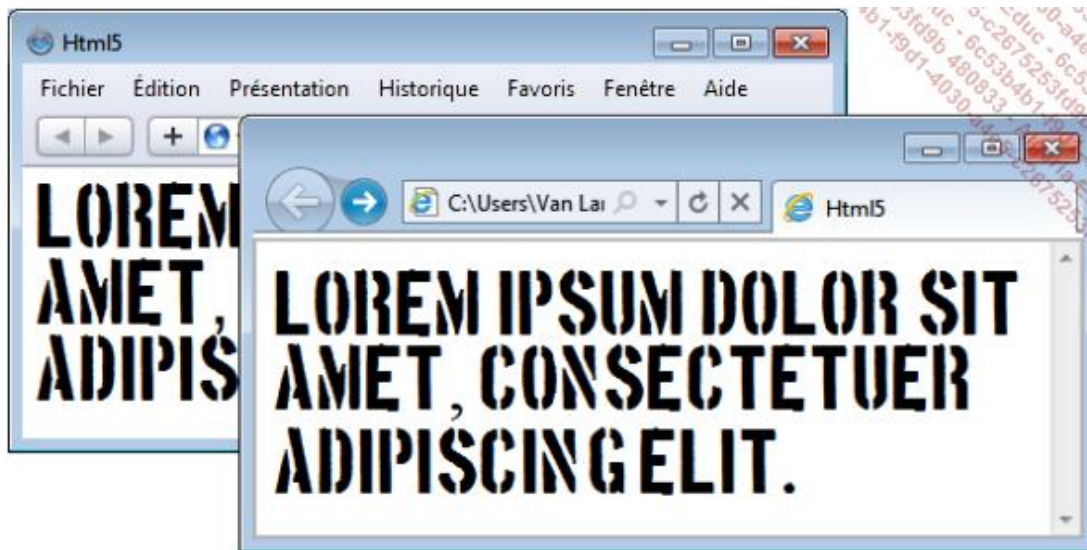 Html5
Fichier Édition Présentation Historique Favoris Fenêtre Aide
LOREM
AMET,
ADIPIS
C:\Users\Van Lar
Html5
LOREM IPSUM DOLOR SIT
AMET, CONSECTETUER
ADIPISCING ELIT.